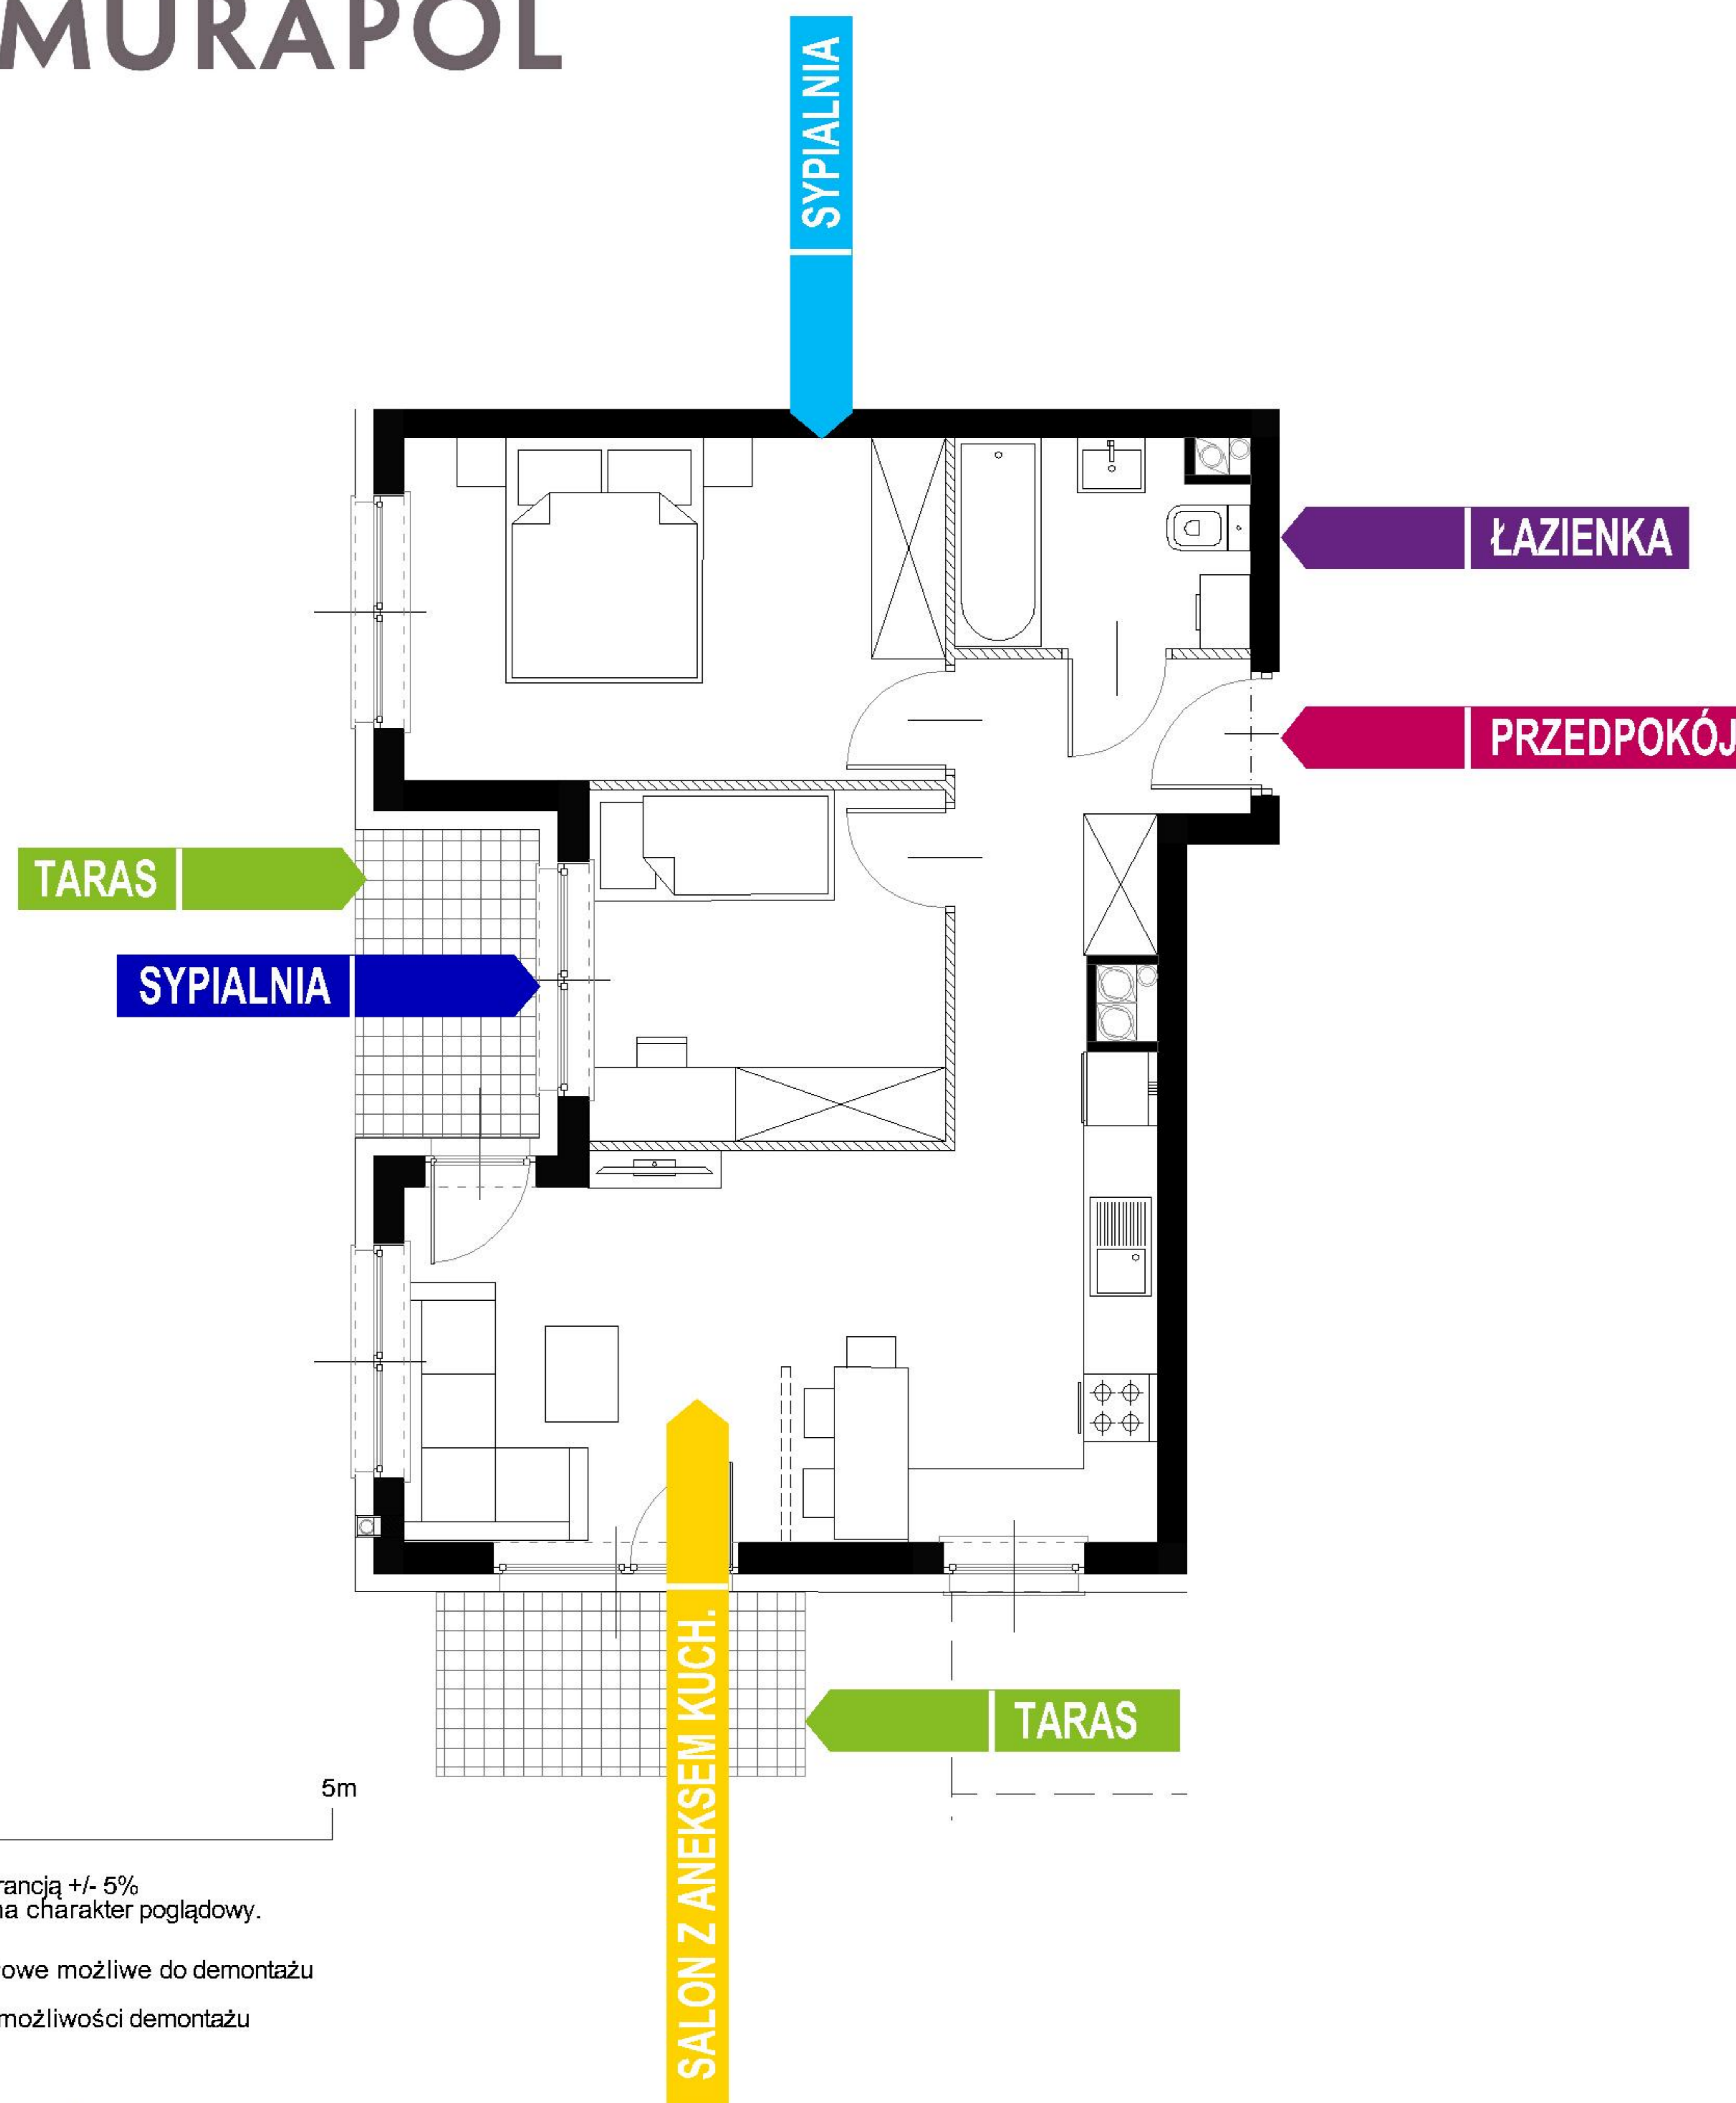 MURAPOL
SYPIALNIA
ŁAZIENKA
PRZEDPOKÓJ
TARAS
SYPIALNIA
SALON Z ANEKSEM KUCH.
TARAS
5m
rancją +/- 5%
na charakter poglądowy.
owe możliwe do demontażu
możliwości demontażu